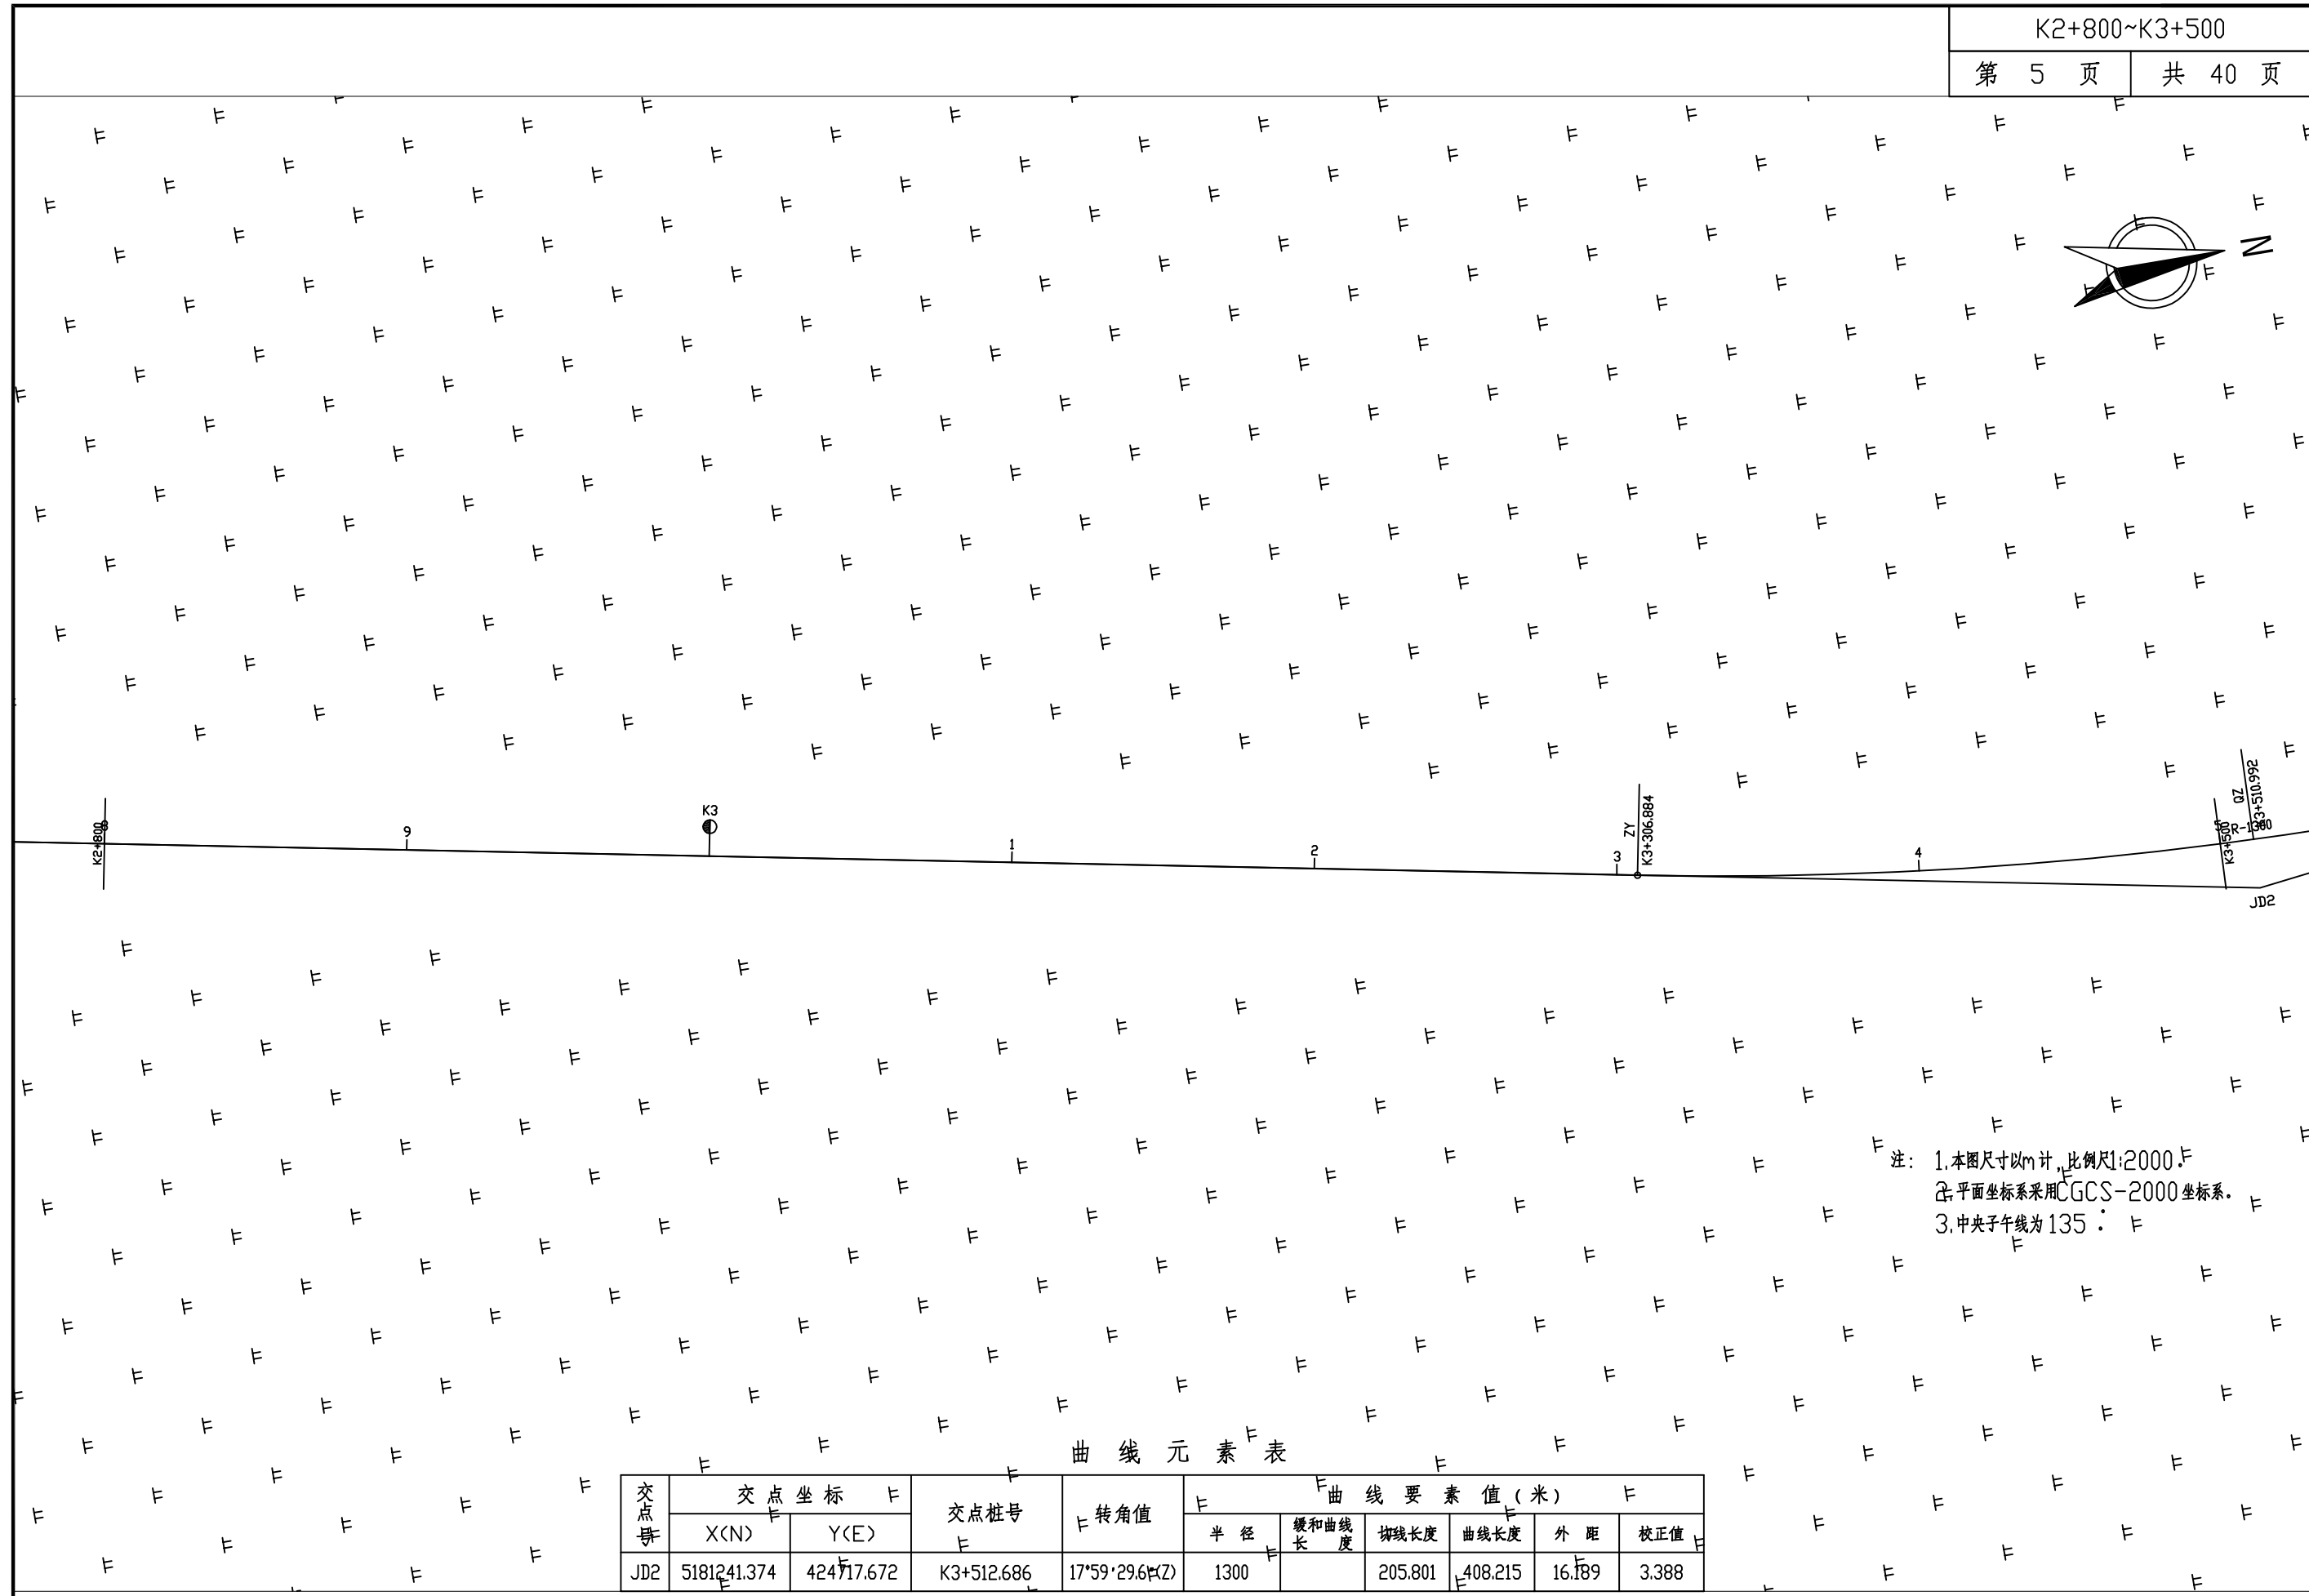 K2+800~K3+500
第 5 页 共 40 页
N
K2+800
8
9
K3
1
2
3
ZY
K3+306.884
4
5
K3+500
QZ
K3+510.992
R-1300
JD2
注: 1.本图尺寸以m计,比例尺1:2000.
2.平面坐标系采用CGCS-2000坐标系.
3.中央子午线为135°.
曲 线 元 素 表
交点号 交 点 坐 标 交点桩号 转角值 曲 线 要 素 值 (米)
X(N) Y(E) 半 径 缓和曲线长 度 切线长度 曲线长度 外 距 校正值
JD2 5181241.374 424717.672 K3+512.686 17°59'29.6"(Z) 1300 205.801 408.215 16.189 3.388